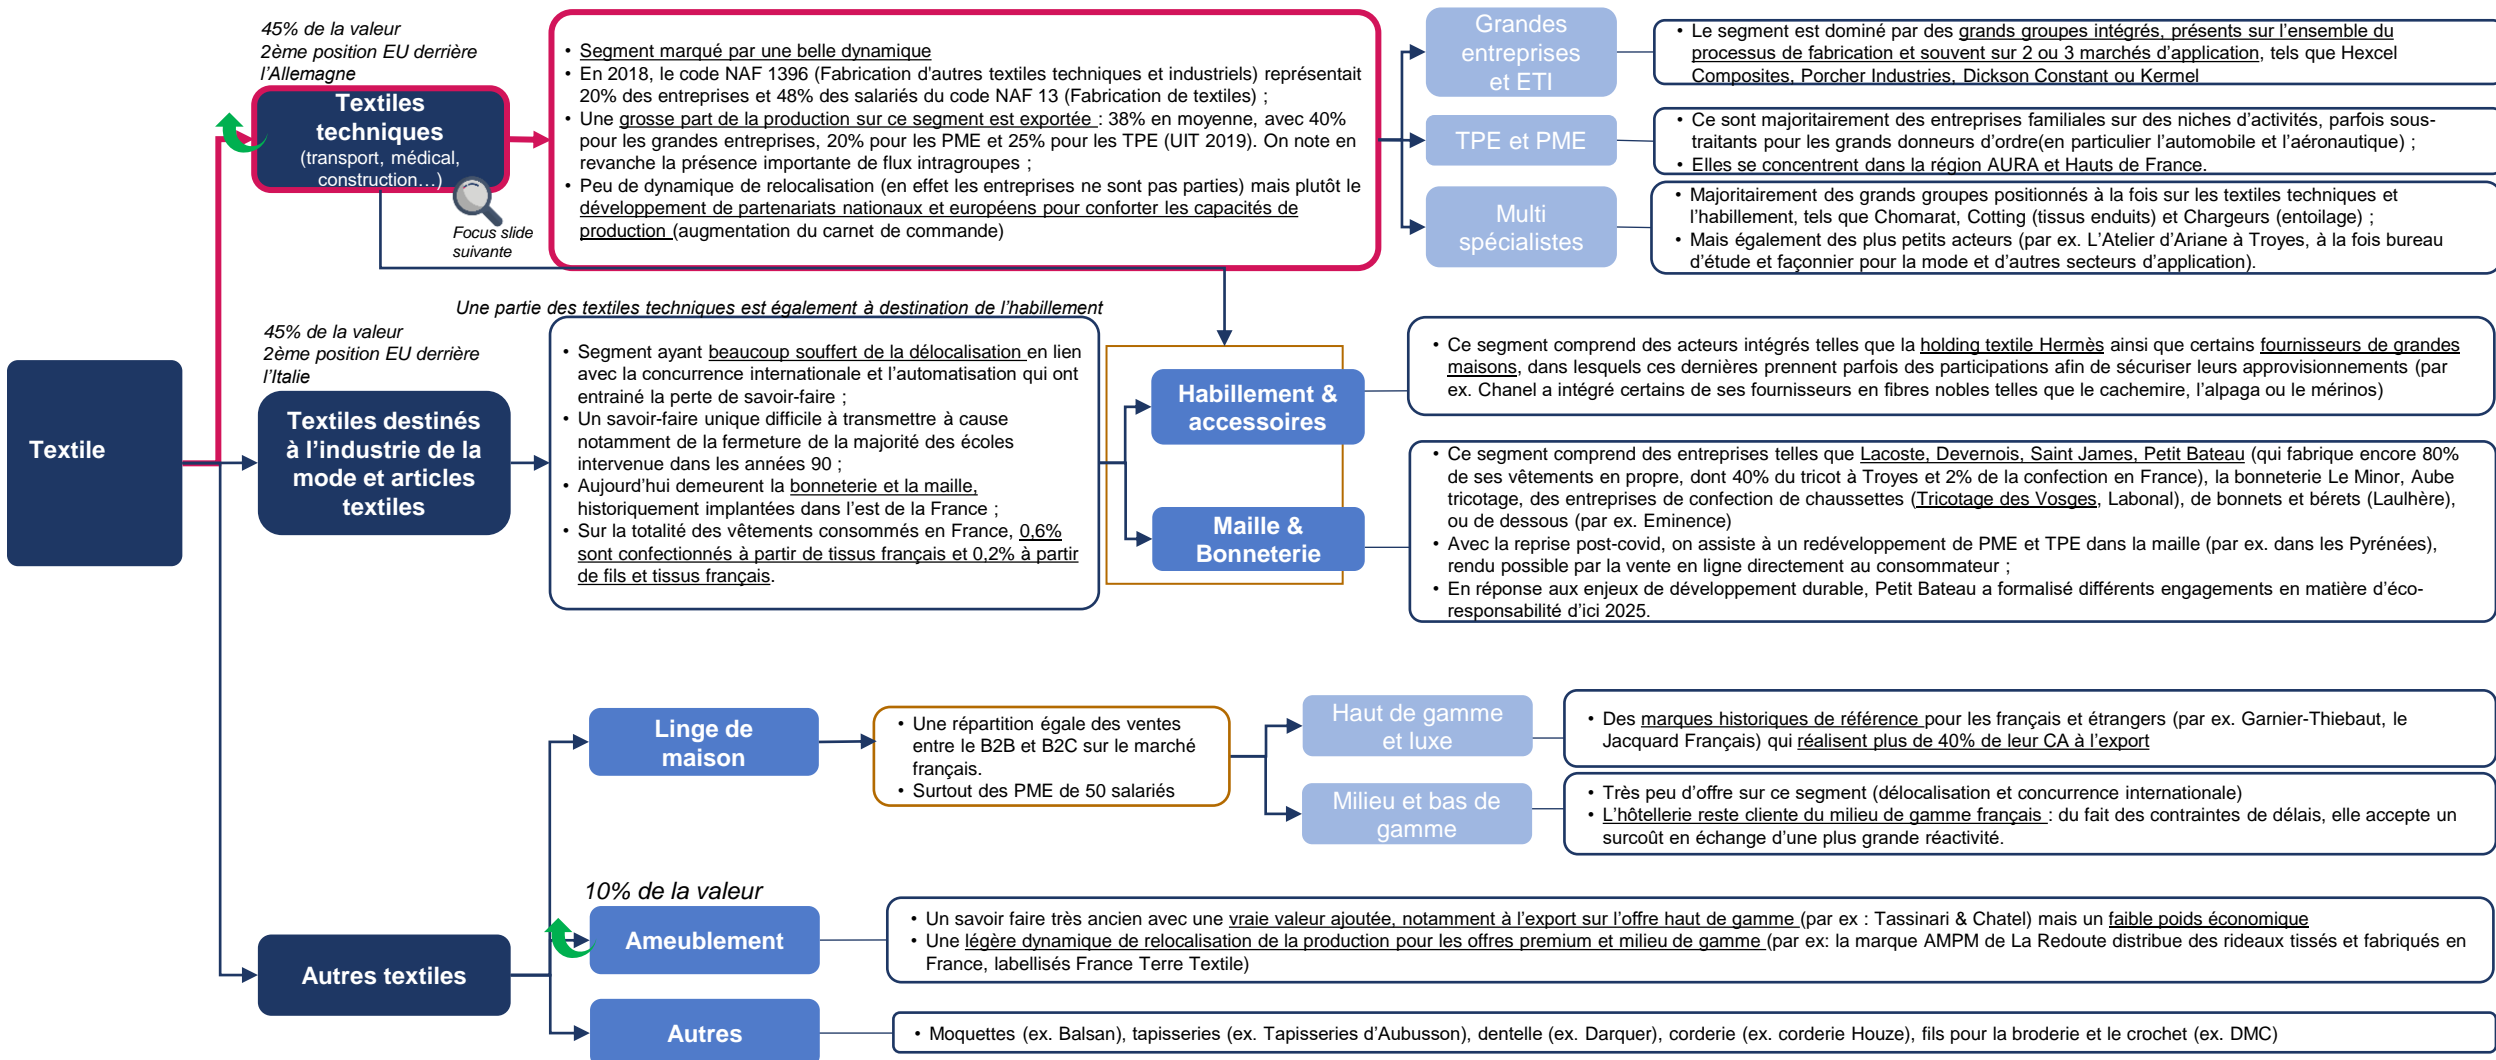 45% de la valeur
2ème position EU derrière
l’Allemagne
Textiles
techniques
(transport, médical,
construction…)
Focus slide
suivante
• Segment marqué par une belle dynamique
• En 2018, le code NAF 1396 (Fabrication d'autres textiles techniques et industriels) représentait
20% des entreprises et 48% des salariés du code NAF 13 (Fabrication de textiles) ;
• Une grosse part de la production sur ce segment est exportée : 38% en moyenne, avec 40%
pour les grandes entreprises, 20% pour les PME et 25% pour les TPE (UIT 2019). On note en
revanche la présence importante de flux intragroupes ;
• Peu de dynamique de relocalisation (en effet les entreprises ne sont pas parties) mais plutôt le
développement de partenariats nationaux et européens pour conforter les capacités de
production (augmentation du carnet de commande)
Grandes
entreprises
et ETI
• Le segment est dominé par des grands groupes intégrés, présents sur l’ensemble du
processus de fabrication et souvent sur 2 ou 3 marchés d’application, tels que Hexcel
Composites, Porcher Industries, Dickson Constant ou Kermel
TPE et PME
• Ce sont majoritairement des entreprises familiales sur des niches d’activités, parfois sous-
traitants pour les grands donneurs d’ordre(en particulier l’automobile et l’aéronautique) ;
• Elles se concentrent dans la région AURA et Hauts de France.
Multi
spécialistes
• Majoritairement des grands groupes positionnés à la fois sur les textiles techniques et
l’habillement, tels que Chomarat, Cotting (tissus enduits) et Chargeurs (entoilage) ;
• Mais également des plus petits acteurs (par ex. L’Atelier d’Ariane à Troyes, à la fois bureau
d’étude et façonnier pour la mode et d’autres secteurs d’application).
Une partie des textiles techniques est également à destination de l’habillement
Textile
45% de la valeur
2ème position EU derrière
l’Italie
Textiles destinés
à l’industrie de la
mode et articles
textiles
• Segment ayant beaucoup souffert de la délocalisation en lien
avec la concurrence internationale et l’automatisation qui ont
entrainé la perte de savoir-faire ;
• Un savoir-faire unique difficile à transmettre à cause
notamment de la fermeture de la majorité des écoles
intervenue dans les années 90 ;
• Aujourd’hui demeurent la bonneterie et la maille,
historiquement implantées dans l’est de la France ;
• Sur la totalité des vêtements consommés en France, 0,6%
sont confectionnés à partir de tissus français et 0,2% à partir
de fils et tissus français.
Habillement &
accessoires
• Ce segment comprend des acteurs intégrés telles que la holding textile Hermès ainsi que certains fournisseurs de grandes
maisons, dans lesquels ces dernières prennent parfois des participations afin de sécuriser leurs approvisionnements (par
ex. Chanel a intégré certains de ses fournisseurs en fibres nobles telles que le cachemire, l’alpaga ou le mérinos)
Maille &
Bonneterie
• Ce segment comprend des entreprises telles que Lacoste, Devernois, Saint James, Petit Bateau (qui fabrique encore 80%
de ses vêtements en propre, dont 40% du tricot à Troyes et 2% de la confection en France), la bonneterie Le Minor, Aube
tricotage, des entreprises de confection de chaussettes (Tricotage des Vosges, Labonal), de bonnets et bérets (Laulhère),
ou de dessous (par ex. Eminence)
• Avec la reprise post-covid, on assiste à un redéveloppement de PME et TPE dans la maille (par ex. dans les Pyrénées),
rendu possible par la vente en ligne directement au consommateur ;
• En réponse aux enjeux de développement durable, Petit Bateau a formalisé différents engagements en matière d’éco-
responsabilité d’ici 2025.
Autres textiles
Linge de
maison
• Une répartition égale des ventes
entre le B2B et B2C sur le marché
français.
• Surtout des PME de 50 salariés
Haut de gamme
et luxe
• Des marques historiques de référence pour les français et étrangers (par ex. Garnier-Thiebaut, le
Jacquard Français) qui réalisent plus de 40% de leur CA à l’export
Milieu et bas de
gamme
• Très peu d’offre sur ce segment (délocalisation et concurrence internationale)
• L’hôtellerie reste cliente du milieu de gamme français : du fait des contraintes de délais, elle accepte un
surcoût en échange d’une plus grande réactivité.
10% de la valeur
Ameublement
• Un savoir faire très ancien avec une vraie valeur ajoutée, notamment à l’export sur l’offre haut de gamme (par ex : Tassinari & Chatel) mais un faible poids économique
• Une légère dynamique de relocalisation de la production pour les offres premium et milieu de gamme (par ex: la marque AMPM de La Redoute distribue des rideaux tissés et fabriqués en
France, labellisés France Terre Textile)
Autres
• Moquettes (ex. Balsan), tapisseries (ex. Tapisseries d’Aubusson), dentelle (ex. Darquer), corderie (ex. corderie Houze), fils pour la broderie et le crochet (ex. DMC)